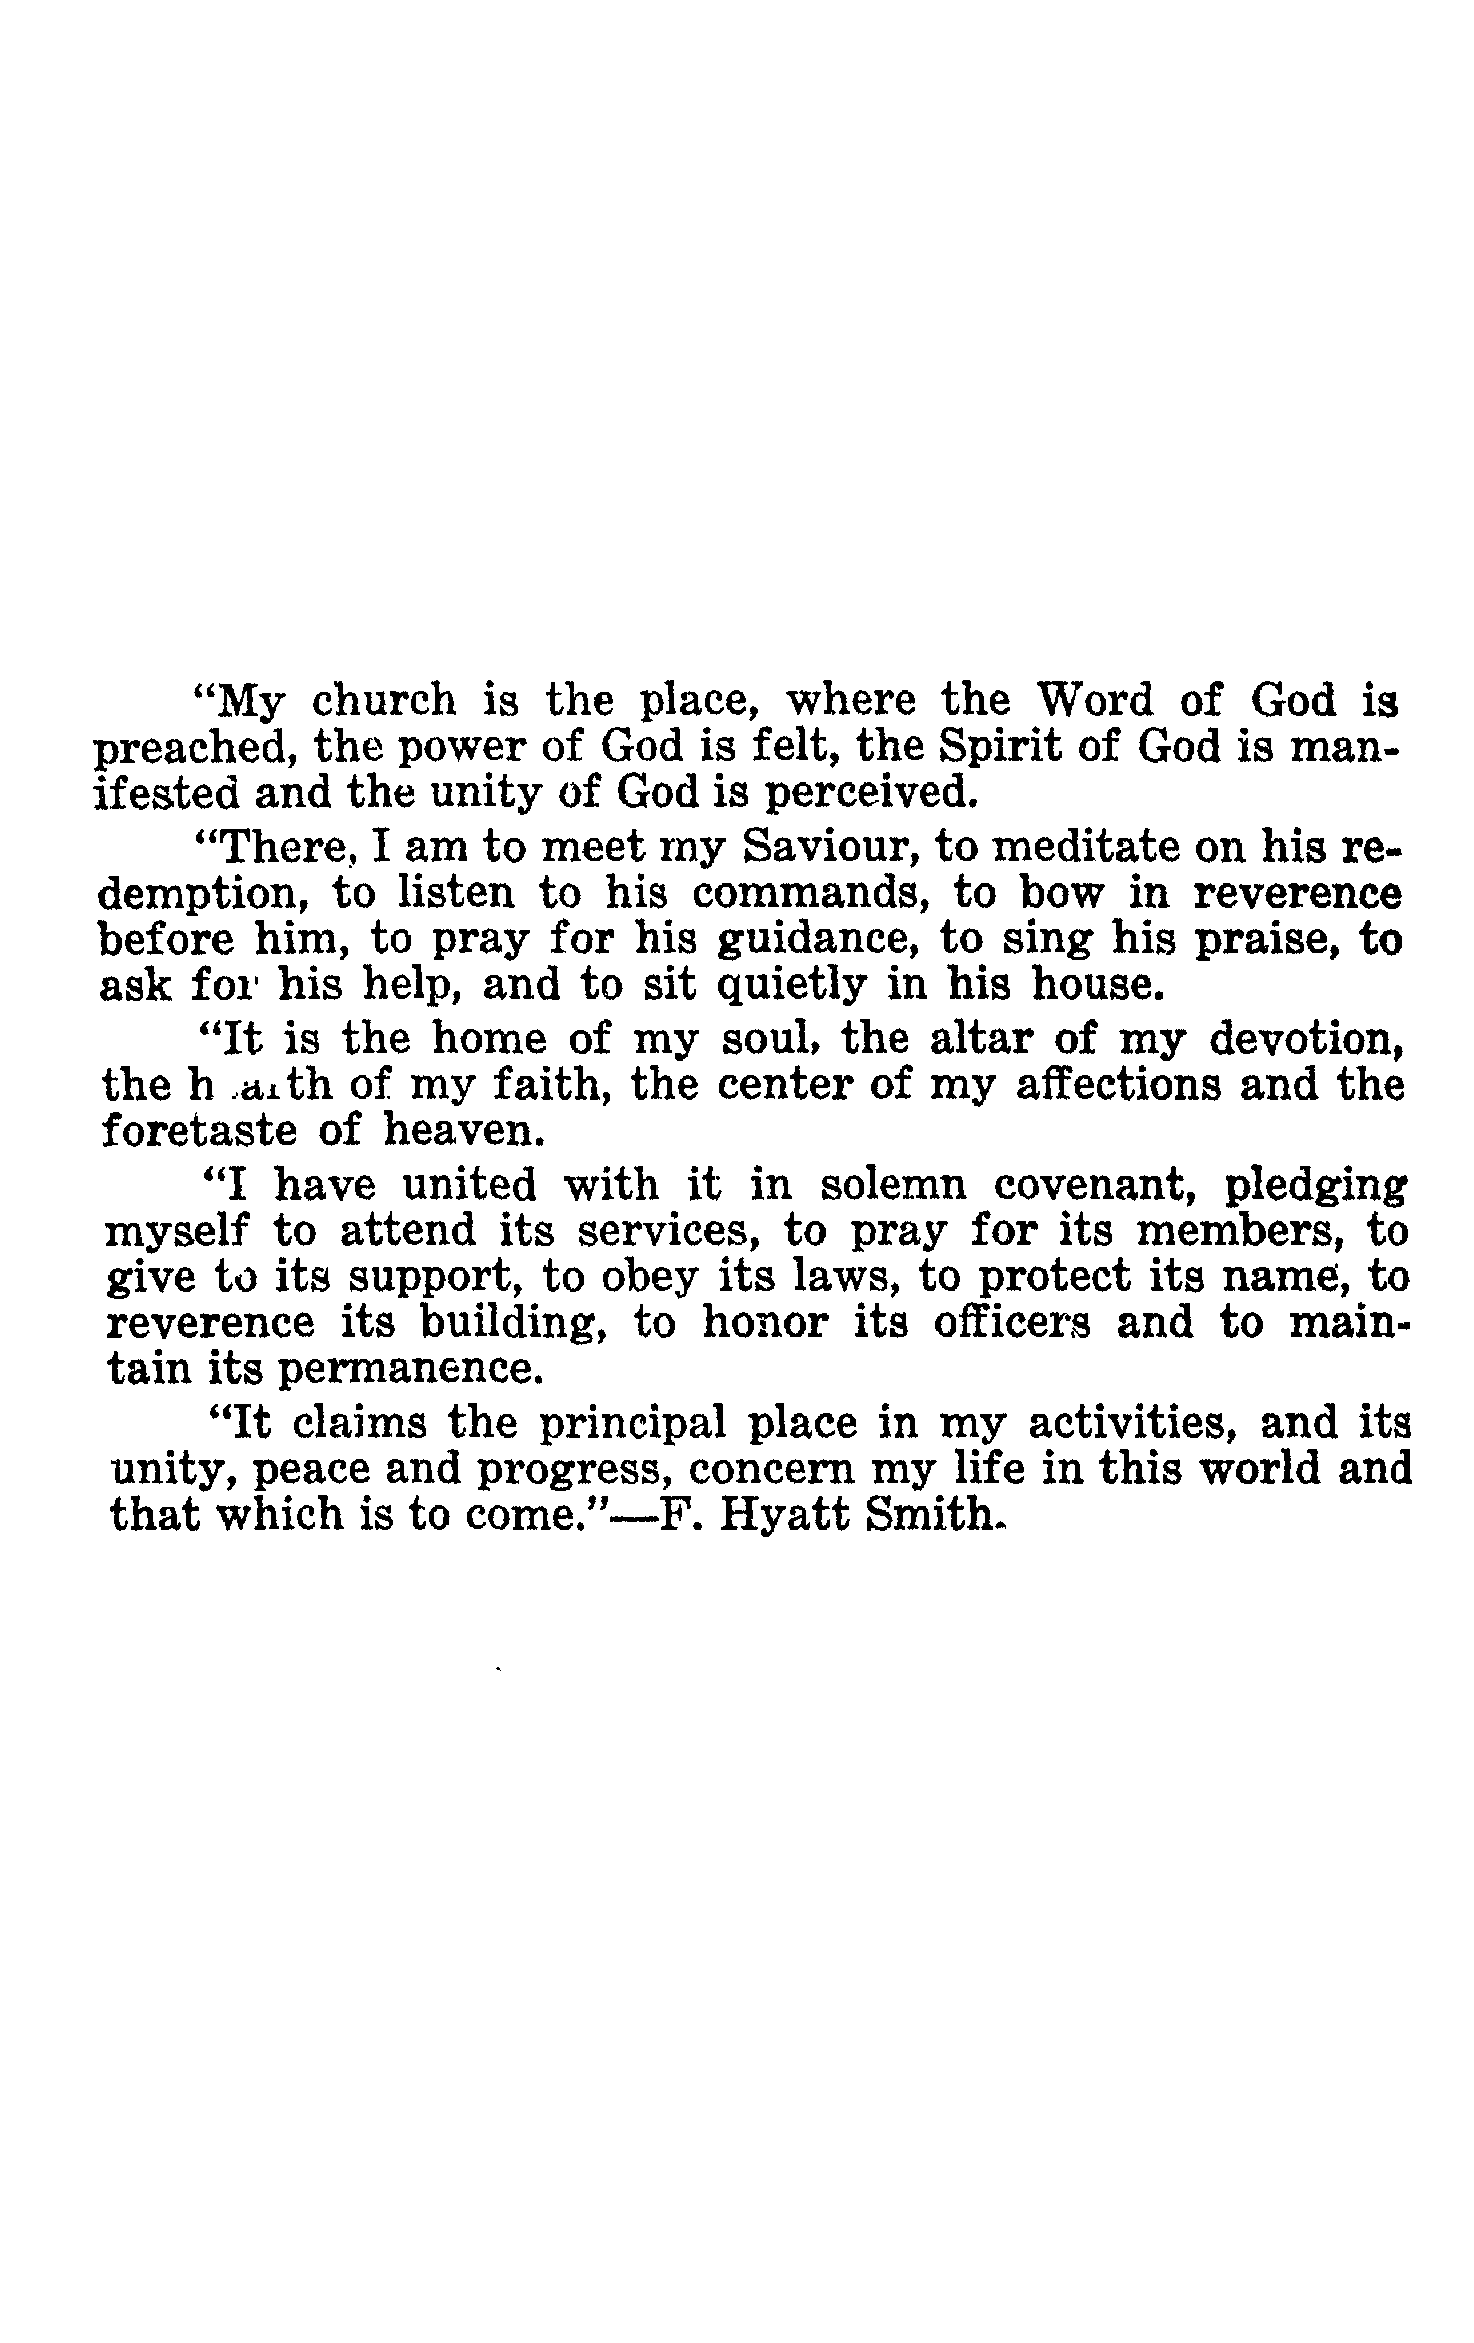 “My church is the place, where the Word of God is
preached, the power of God is felt, the Spirit of God is man-
ifested and the unity of God is perceived.
“There, I am to meet my Saviour, to meditate on his re-
demption, to listen to his commands, to bow in reverence
before him, to pray for his guidance, to sing his praise, to
ask for his help, and to sit quietly in his house.
“It is the home of my soul, the altar of my devotion,
the of my faith, the center of my affections and the
foretaste of heaven.
“I have united with it in solemn covenant, pledging
myself to attend its services, to pray for its members, to
give to its support, to obey its laws, to protect its name, to
reverence its building, to honor its officers and to main-
tain its permanence.
“It claims the principal place in my activities, and its
unity, peace and progress, concern my life in this world and
that which is to come.”—F. Hyatt Smith.